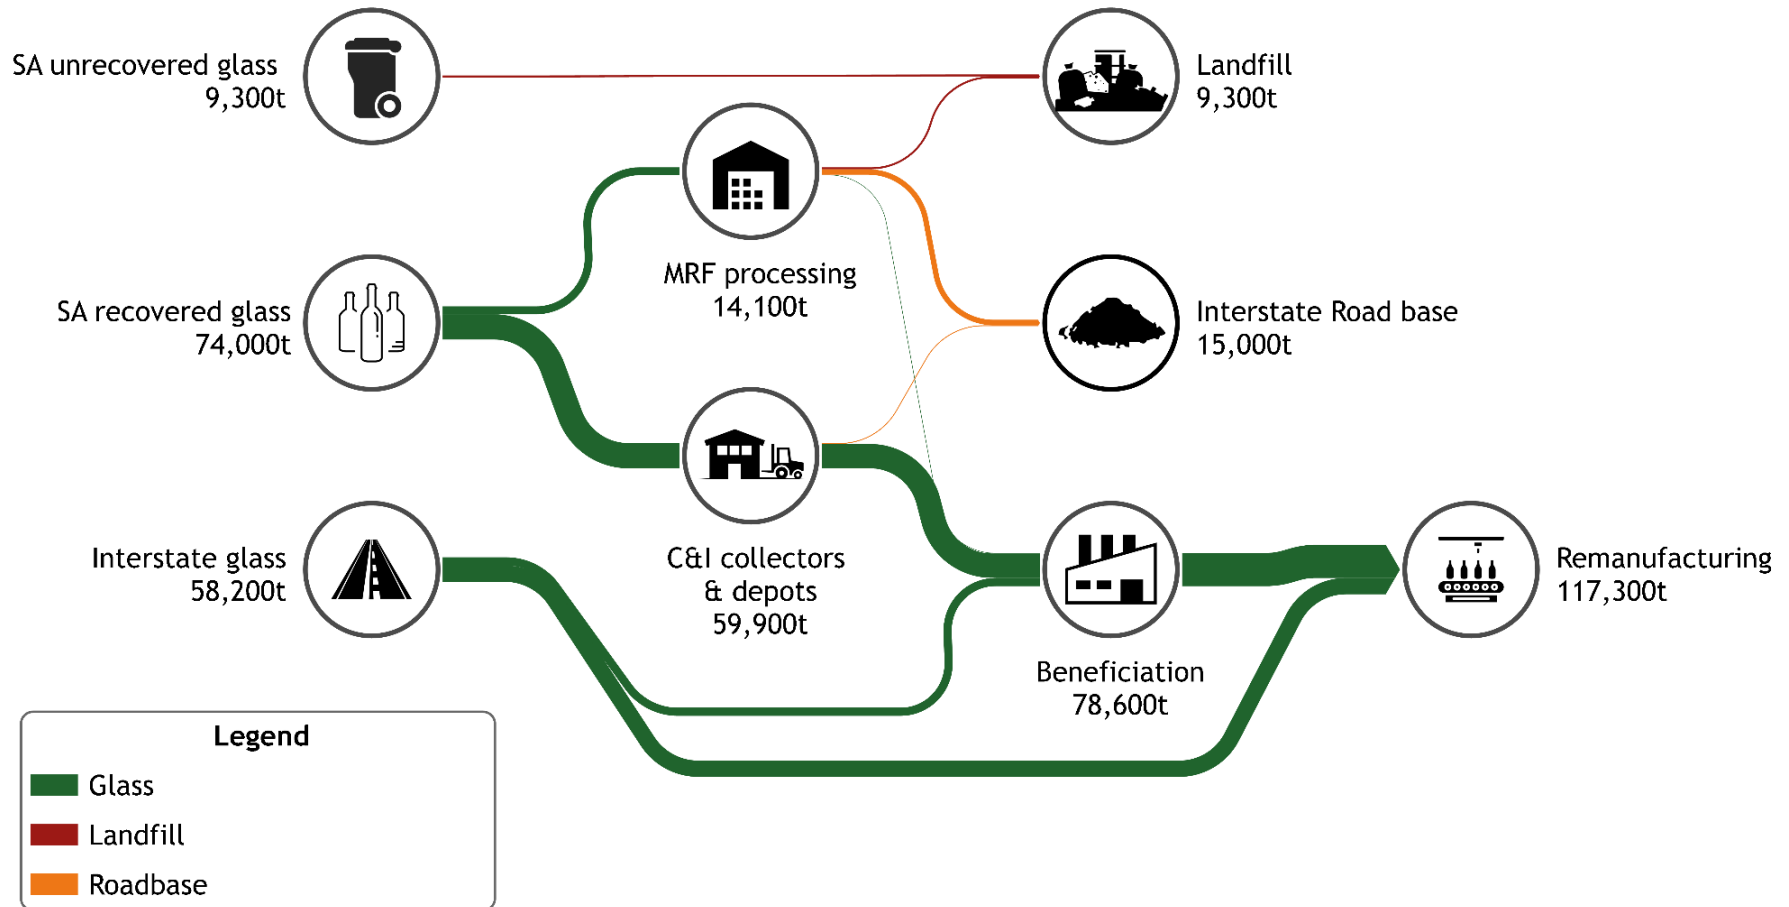 SA unrecovered glass
9,300t
Landfill
9,300t
MRF processing
14,100t
SA recovered glass
74,000t
Interstate Road base
15,000t
C&I collectors
& depots
59,900t
Interstate glass
58,200t
Beneficiation
78,600t
Remanufacturing
117,300t
Legend
Glass
Landfill
Roadbase